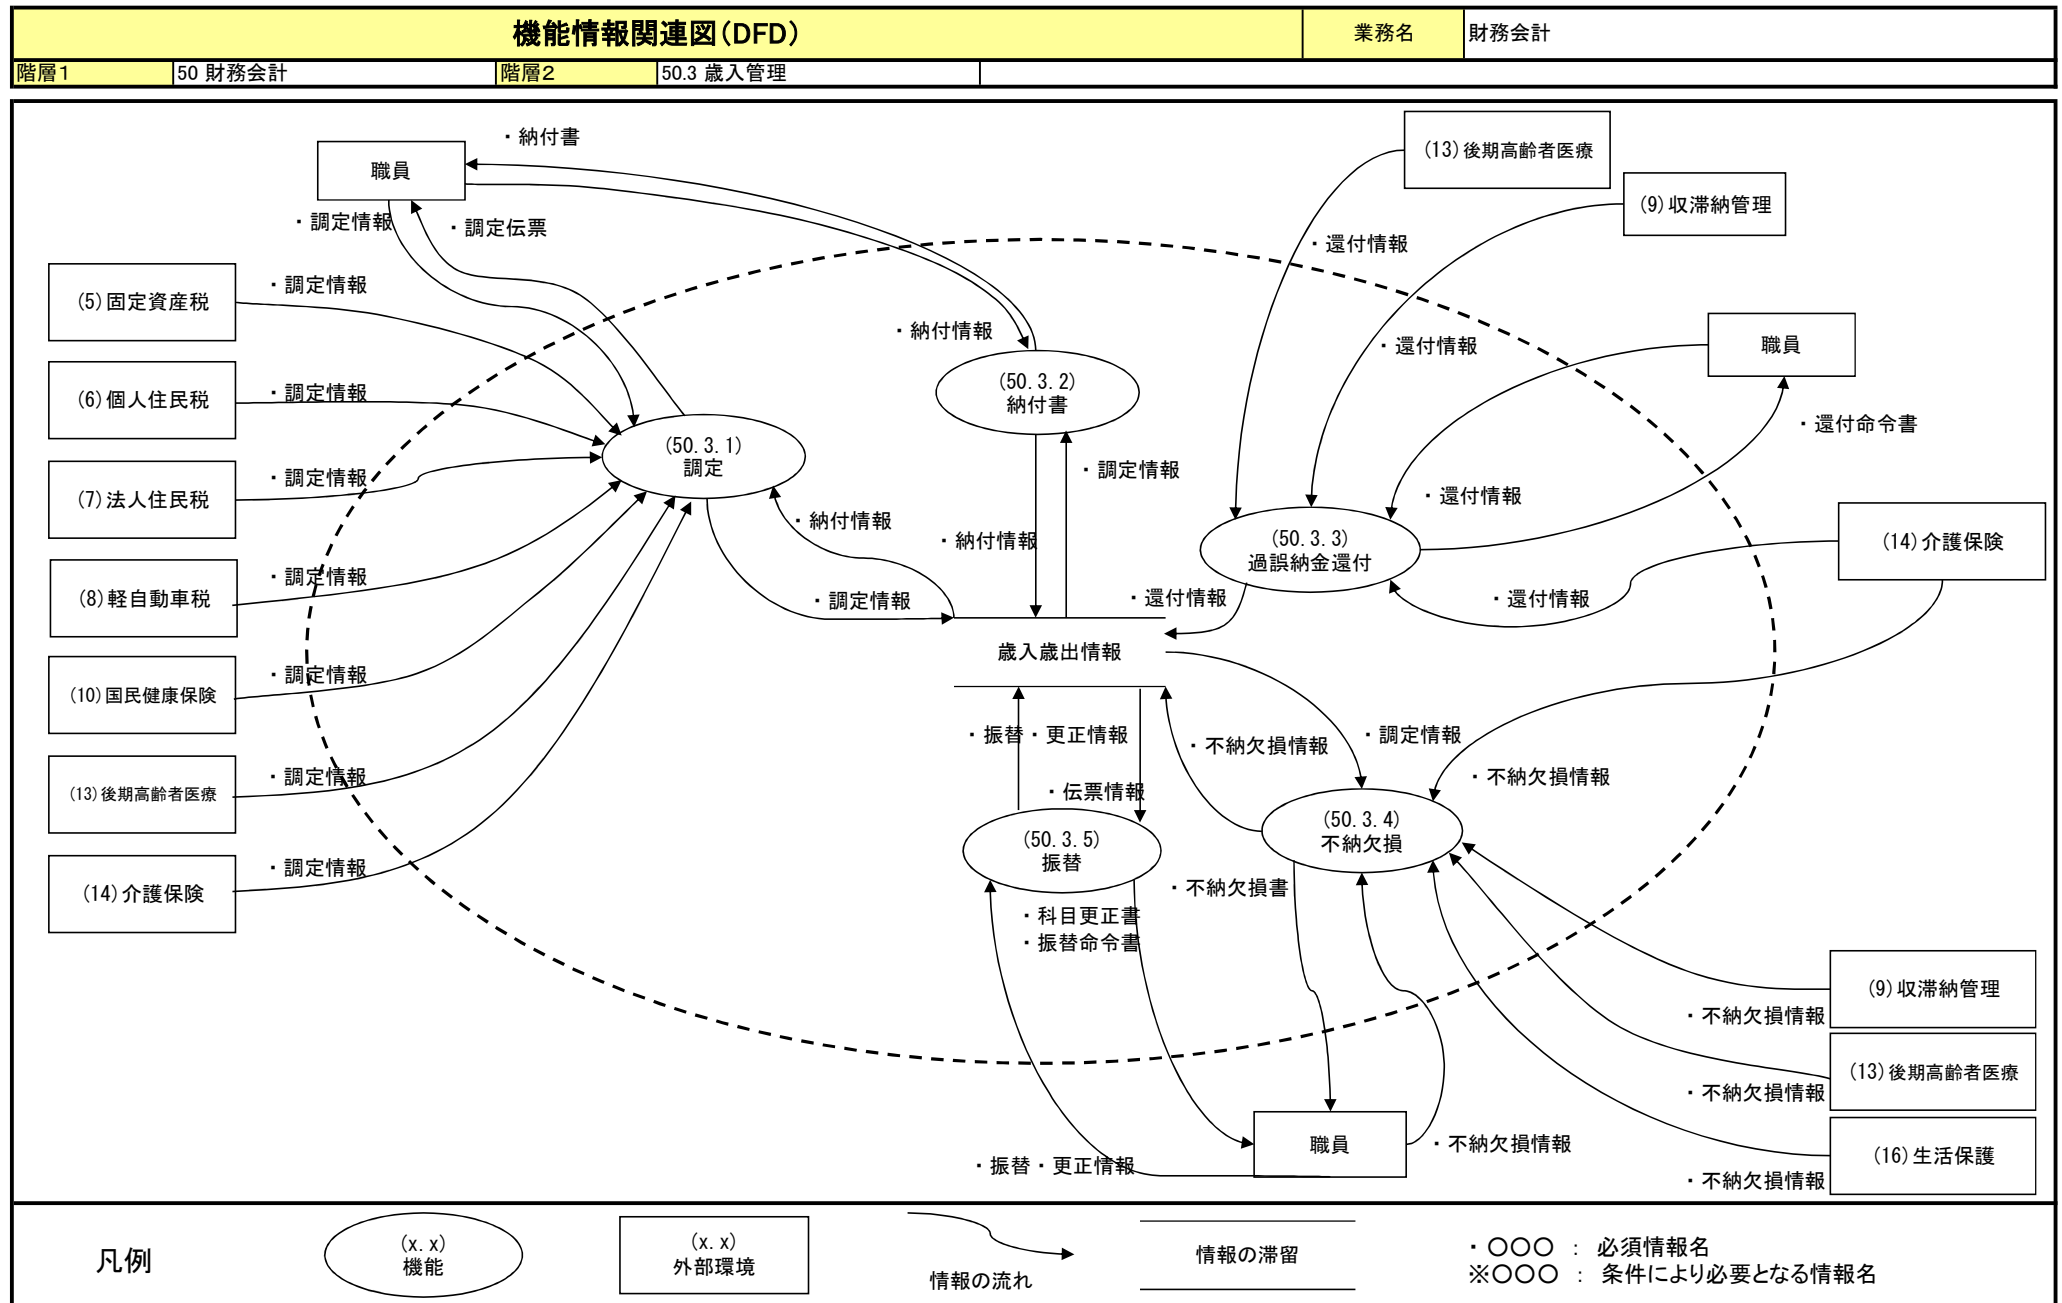 機能情報関連図(DFD)
業務名
財務会計
階層1
50 財務会計
階層2
50.3 歳入管理
・納付書
(13)後期高齢者医療
職員
(9)収滞納管理
・調定情報
・調定伝票
・還付情報
(5)固定資産税
・調定情報
・納付情報
・還付情報
職員
(6)個人住民税
・調定情報
(50.3.2)
納付書
・還付命令書
(50.3.1)
調定
(7)法人住民税
・調定情報
・調定情報
・還付情報
・納付情報
・納付情報
(50.3.3)
過誤納金還付
(14)介護保険
(8)軽自動車税
・調定情報
・調定情報
・還付情報
・還付情報
歳入歳出情報
(10)国民健康保険
・調定情報
・振替・更正情報
・不納欠損情報
・調定情報
・不納欠損情報
(13)後期高齢者医療
・調定情報
・伝票情報
(50.3.5)
振替
(50.3.4)
不納欠損
(14)介護保険
・調定情報
・不納欠損書
・科目更正書
・振替命令書
(9)収滞納管理
・不納欠損情報
(13)後期高齢者医療
・不納欠損情報
職員
・不納欠損情報
(16)生活保護
・振替・更正情報
・不納欠損情報
凡例
(x.x)
機能
(x.x)
外部環境
情報の流れ
情報の滞留
・〇〇〇 : 必須情報名
※〇〇〇 : 条件により必要となる情報名